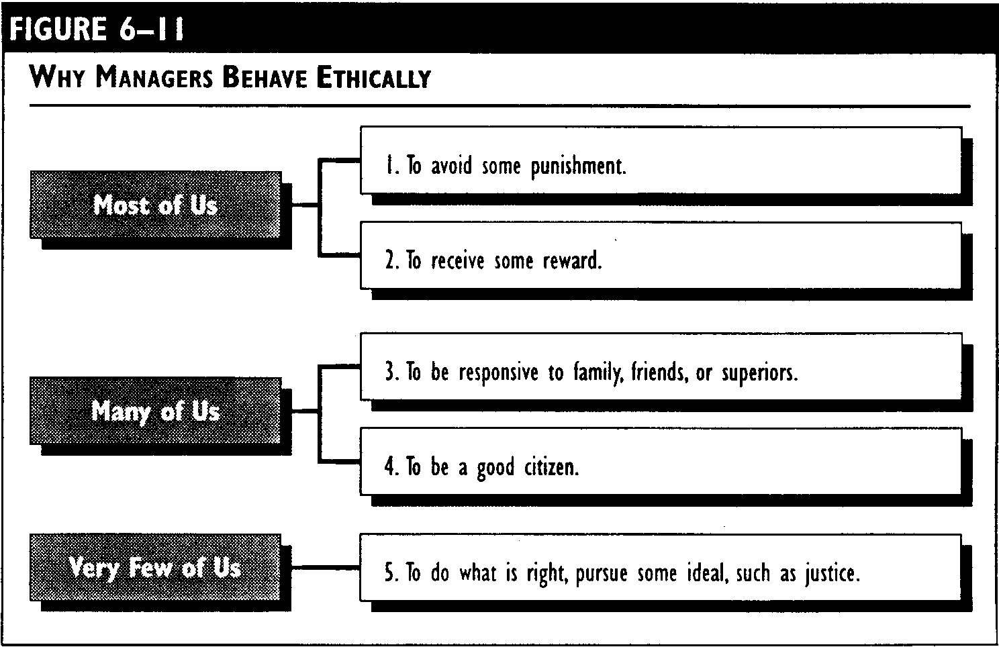 FIGURE 6–11
WHY MANAGERS BEHAVE ETHICALLY
Most of Us
1. To avoid some punishment.
2. To receive some reward.
Many of Us
3. To be responsive to family, friends, or superiors.
4. To be a good citizen.
Very Few of Us
5. To do what is right, pursue some ideal, such as justice.